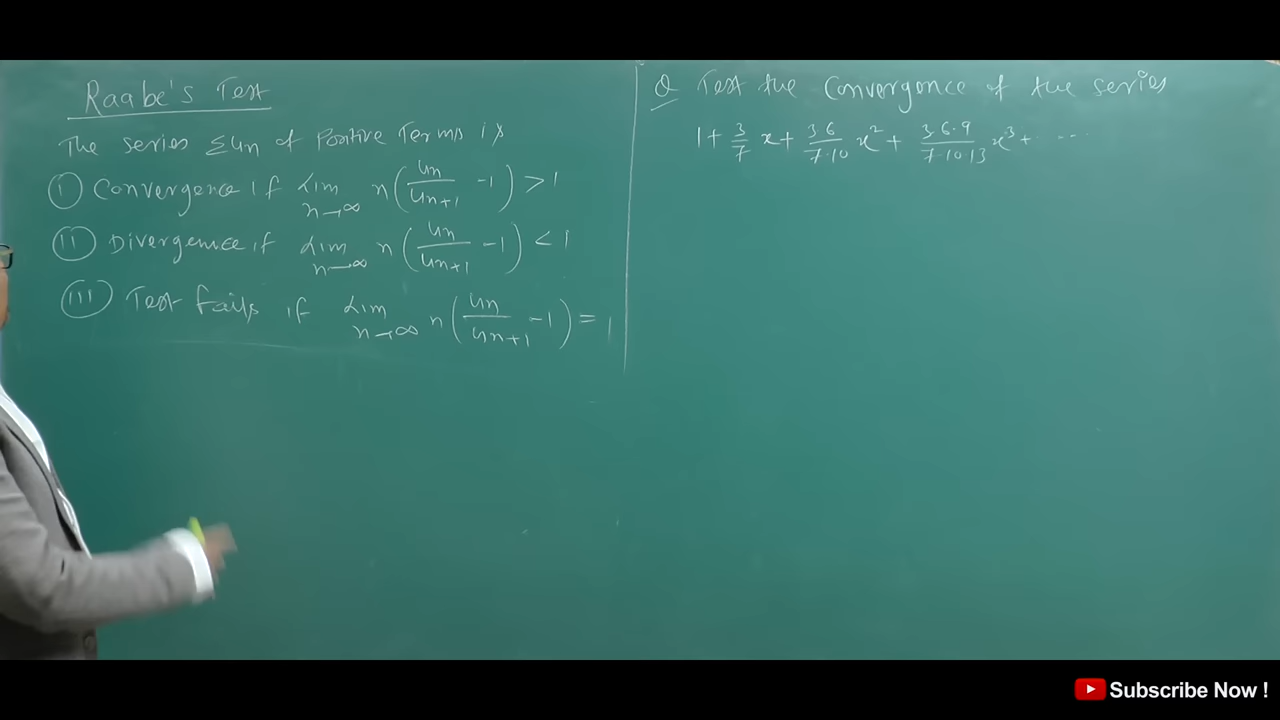 Raabe's Test
The series Σun of Positive Terms is
(I) Convergence if Lim n→∞ n(un/un+1 -1) > 1
(II) Divergence if Lim n→∞ n(un/un+1 -1) < 1
(III) Test fails if Lim n→∞ n(un/un+1 -1) = 1
Q Test the Convergence of the series
1 + 3/7 x + 3·6/7·10 x² + 3·6·9/7·10·13 x³ + ·····
Subscribe Now !